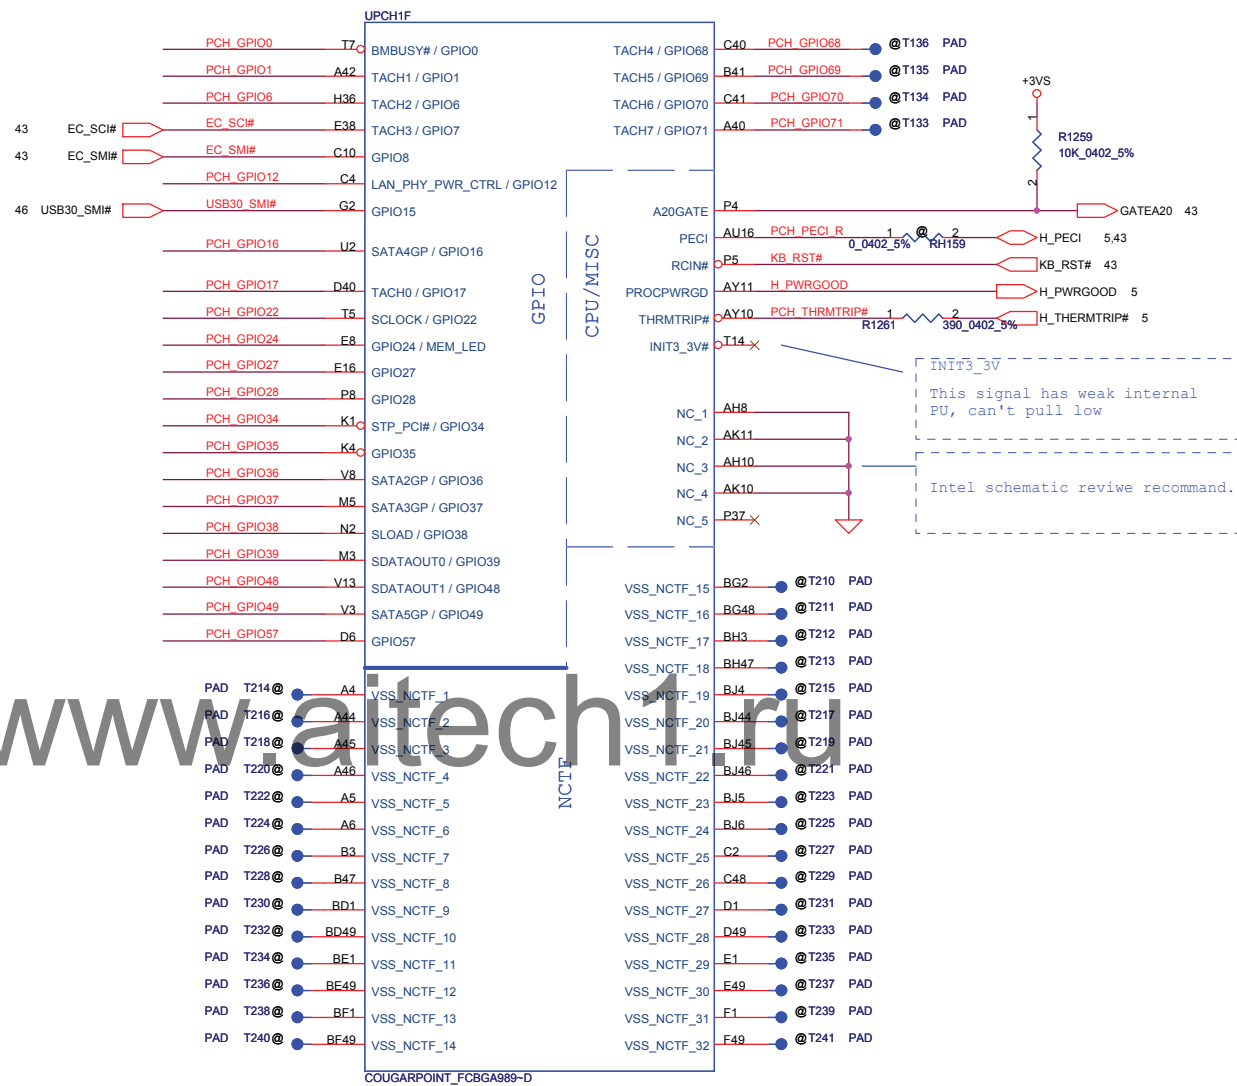 UPCH1F
PCH_GPIO0 T7 BMBUSY# / GPIO0 TACH4 / GPIO68 C40 PCH_GPIO68 @ T136 PAD
PCH_GPIO1 A42 TACH1 / GPIO1 TACH5 / GPIO69 B41 PCH_GPIO69 @ T135 PAD
+3VS
PCH_GPIO6 H36 TACH2 / GPIO6 TACH6 / GPIO70 C41 PCH_GPIO70 @ T134 PAD
1
43 EC_SCI# EC_SCI# E38 TACH3 / GPIO7 TACH7 / GPIO71 A40 PCH_GPIO71 @ T133 PAD
R1259
43 EC_SMI# EC_SMI# C10 GPIO8 10K_0402_5%
PCH_GPIO12 C4 LAN_PHY_PWR_CTRL / GPIO12 2
46 USB30_SMI# USB30_SMI# G2 GPIO15 A20GATE P4 GATEA20 43
PECI AU16 PCH_PECI_R 1 @ 2 H_PECI 5,43
0_0402_5% RH159
PCH_GPIO16 U2 SATA4GP / GPIO16
RCIN# P5 KB_RST# KB_RST# 43
PCH_GPIO17 D40 TACH0 / GPIO17 PROCPWRGD AY11 H_PWRGOOD H_PWRGOOD 5
PCH_GPIO22 T5 SCLOCK / GPIO22 THRMTRIP# AY10 PCH_THRMTRIP# 1 2 H_THERMTRIP# 5
R1261 390_0402_5%
PCH_GPIO24 E8 GPIO24 / MEM_LED INIT3_3V# T14
GPIO
CPU/MISC
PCH_GPIO27 E16 GPIO27
INIT3_3V
This signal has weak internal
PU, can't pull low
PCH_GPIO28 P8 GPIO28
PCH_GPIO34 K1 STP_PCI# / GPIO34 NC_1 AH8
PCH_GPIO35 K4 GPIO35 NC_2 AK11
PCH_GPIO36 V8 SATA2GP / GPIO36 NC_3 AH10
Intel schematic reviwe recommand.
PCH_GPIO37 M5 SATA3GP / GPIO37 NC_4 AK10
PCH_GPIO38 N2 SLOAD / GPIO38 NC_5 P37
PCH_GPIO39 M3 SDATAOUT0 / GPIO39
PCH_GPIO48 V13 SDATAOUT1 / GPIO48 VSS_NCTF_15 BG2 @ T210 PAD
PCH_GPIO49 V3 SATA5GP / GPIO49 VSS_NCTF_16 BG48 @ T211 PAD
PCH_GPIO57 D6 GPIO57 VSS_NCTF_17 BH3 @ T212 PAD
VSS_NCTF_18 BH47 @ T213 PAD
PAD T214 @ A4 VSS_NCTF_1 VSS_NCTF_19 BJ4 @ T215 PAD
PAD T216 @ A44 VSS_NCTF_2 VSS_NCTF_20 BJ44 @ T217 PAD
www.aitech1.ru
PAD T218 @ A45 VSS_NCTF_3 VSS_NCTF_21 BJ45 @ T219 PAD
PAD T220 @ A46 VSS_NCTF_4 VSS_NCTF_22 BJ46 @ T221 PAD
NCTF
PAD T222 @ A5 VSS_NCTF_5 VSS_NCTF_23 BJ5 @ T223 PAD
PAD T224 @ A6 VSS_NCTF_6 VSS_NCTF_24 BJ6 @ T225 PAD
PAD T226 @ B3 VSS_NCTF_7 VSS_NCTF_25 C2 @ T227 PAD
PAD T228 @ B47 VSS_NCTF_8 VSS_NCTF_26 C48 @ T229 PAD
PAD T230 @ BD1 VSS_NCTF_9 VSS_NCTF_27 D1 @ T231 PAD
PAD T232 @ BD49 VSS_NCTF_10 VSS_NCTF_28 D49 @ T233 PAD
PAD T234 @ BE1 VSS_NCTF_11 VSS_NCTF_29 E1 @ T235 PAD
PAD T236 @ BE49 VSS_NCTF_12 VSS_NCTF_30 E49 @ T237 PAD
PAD T238 @ BF1 VSS_NCTF_13 VSS_NCTF_31 F1 @ T239 PAD
PAD T240 @ BF49 VSS_NCTF_14 VSS_NCTF_32 F49 @ T241 PAD
COUGARPOINT_FCBGA989~D